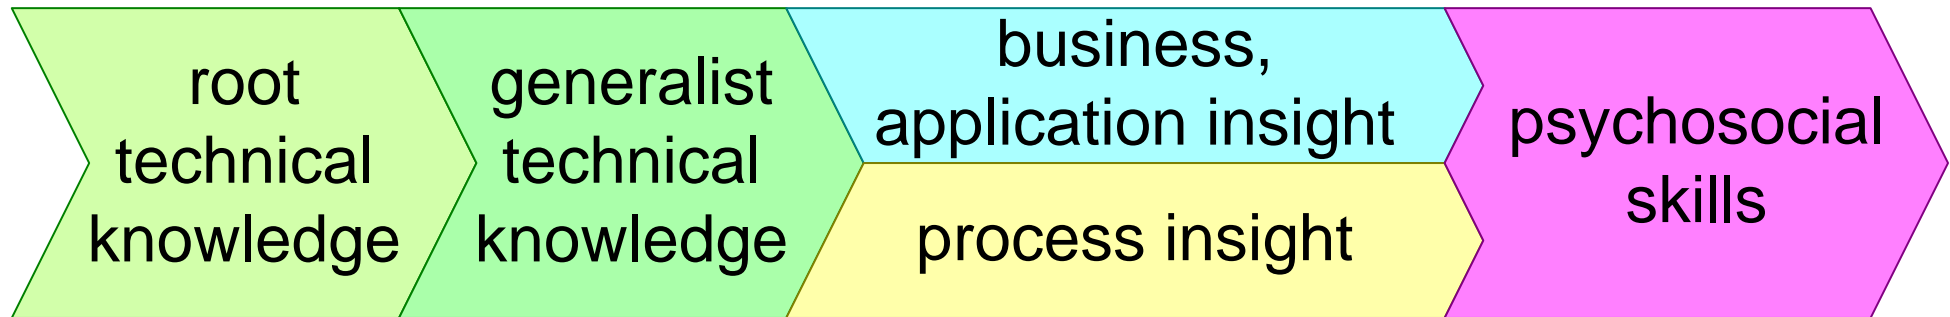 root
technical
knowledge
generalist
technical
knowledge
business,
application insight
process insight
psychosocial
skills